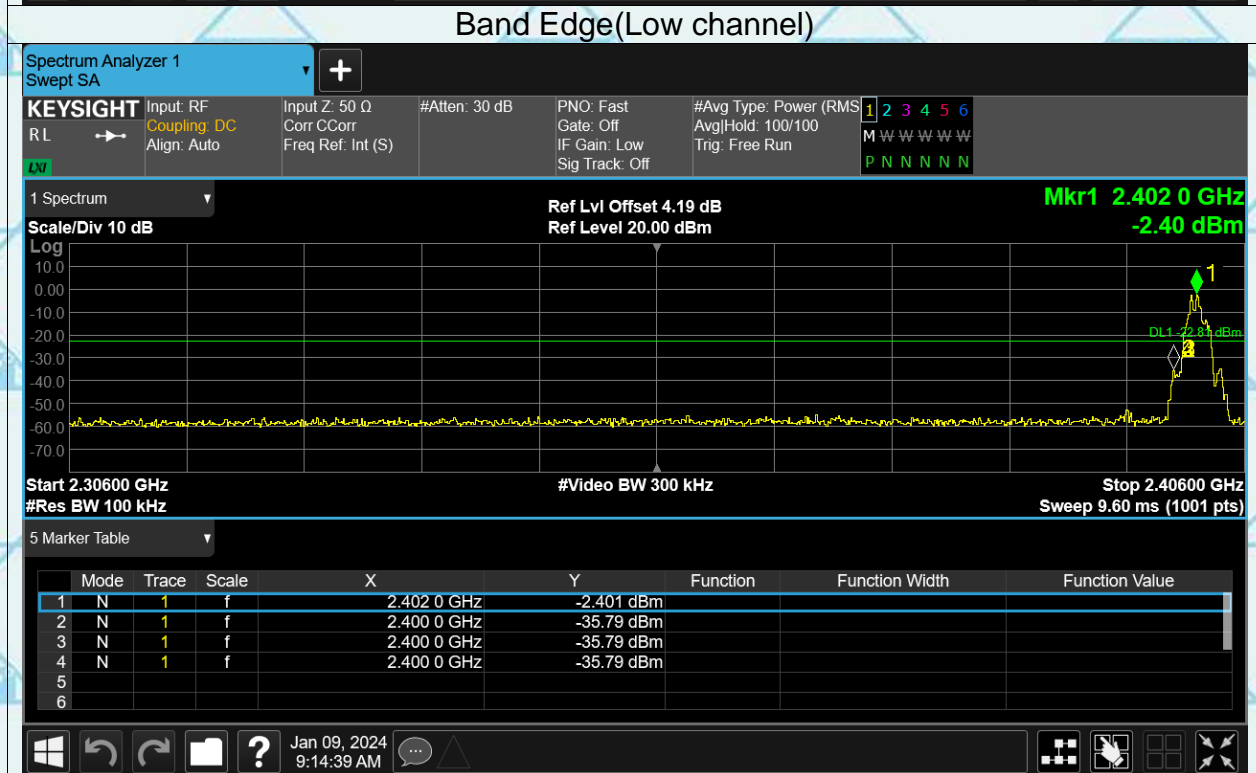 Band Edge(Low channel)
Spectrum Analyzer 1
Swept SA
+
KEYSIGHT Input: RF Input Z: 50 Ω #Atten: 30 dB PNO: Fast #Avg Type: Power (RMS 1 2 3 4 5 6
R L Coupling: DC Corr CCorr Gate: Off Avg|Hold: 100/100 M W W W W W
Align: Auto Freq Ref: Int (S) IF Gain: Low Trig: Free Run
LXI Sig Track: Off P N N N N N
1 Spectrum Ref Lvl Offset 4.19 dB Mkr1 2.402 0 GHz
Scale/Div 10 dB Ref Level 20.00 dBm -2.40 dBm
Log
10.0 1
0.00
-10.0
-20.0 DL1 -22.81 dBm
-30.0
-40.0
-50.0
-60.0
-70.0
Start 2.30600 GHz #Video BW 300 kHz Stop 2.40600 GHz
#Res BW 100 kHz Sweep 9.60 ms (1001 pts)
5 Marker Table
Mode Trace Scale X Y Function Function Width Function Value
1 N 1 f 2.402 0 GHz -2.401 dBm
2 N 1 f 2.400 0 GHz -35.79 dBm
3 N 1 f 2.400 0 GHz -35.79 dBm
4 N 1 f 2.400 0 GHz -35.79 dBm
5
6
? Jan 09, 2024
9:14:39 AM